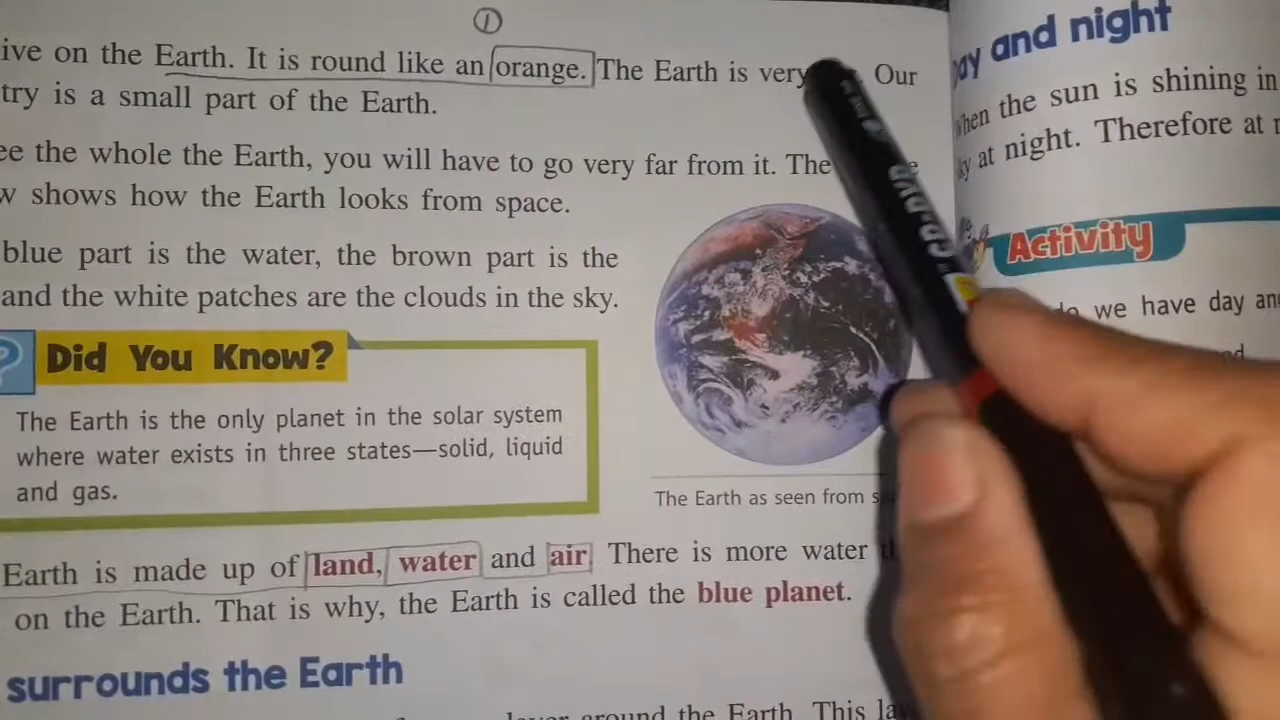 ①
ive on the Earth. It is round like an orange. The Earth is very Our
try is a small part of the Earth.
ee the whole the Earth, you will have to go very far from it. The
w shows how the Earth looks from space.
blue part is the water, the brown part is the
and the white patches are the clouds in the sky.
? Did You Know?
The Earth is the only planet in the solar system
where water exists in three states—solid, liquid
and gas.
The Earth as seen from s
Earth is made up of land, water and air. There is more water
on the Earth. That is why, the Earth is called the blue planet.
surrounds the Earth
layer around the Earth. This la
ay and night
hen the sun is shining in
ky at night. Therefore at
Activity
do we have day an